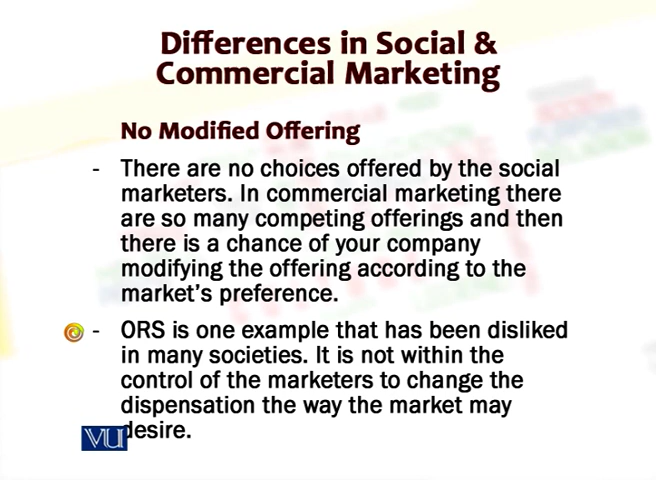 Differences in Social &
Commercial Marketing
No Modified Offering
- There are no choices offered by the social
marketers. In commercial marketing there
are so many competing offerings and then
there is a chance of your company
modifying the offering according to the
market's preference.
- ORS is one example that has been disliked
in many societies. It is not within the
control of the marketers to change the
dispensation the way the market may
desire.
VU